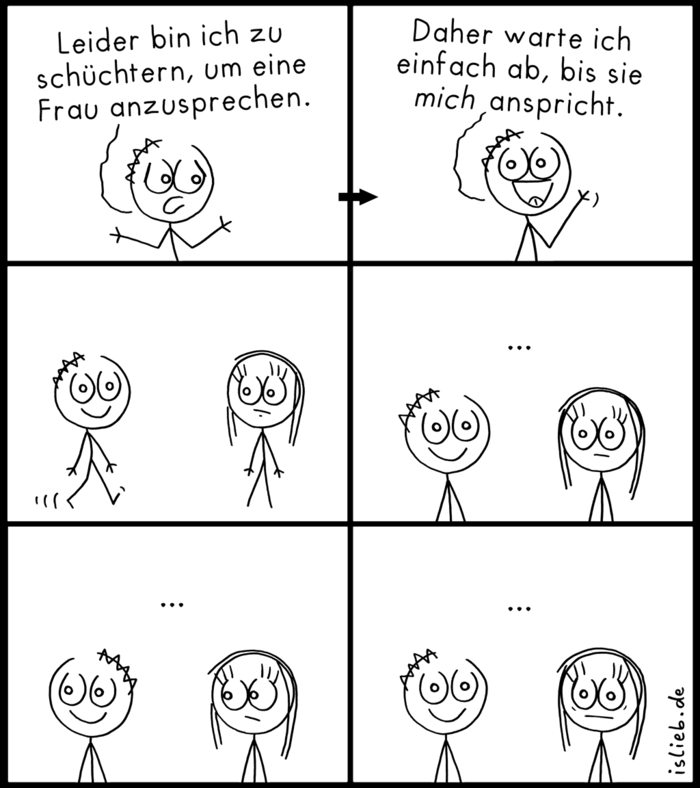 Leider bin ich zu
schüchtern, um eine
Frau anzusprechen.
Daher warte ich
einfach ab, bis sie
mich anspricht.
...
...
...
islieb.de